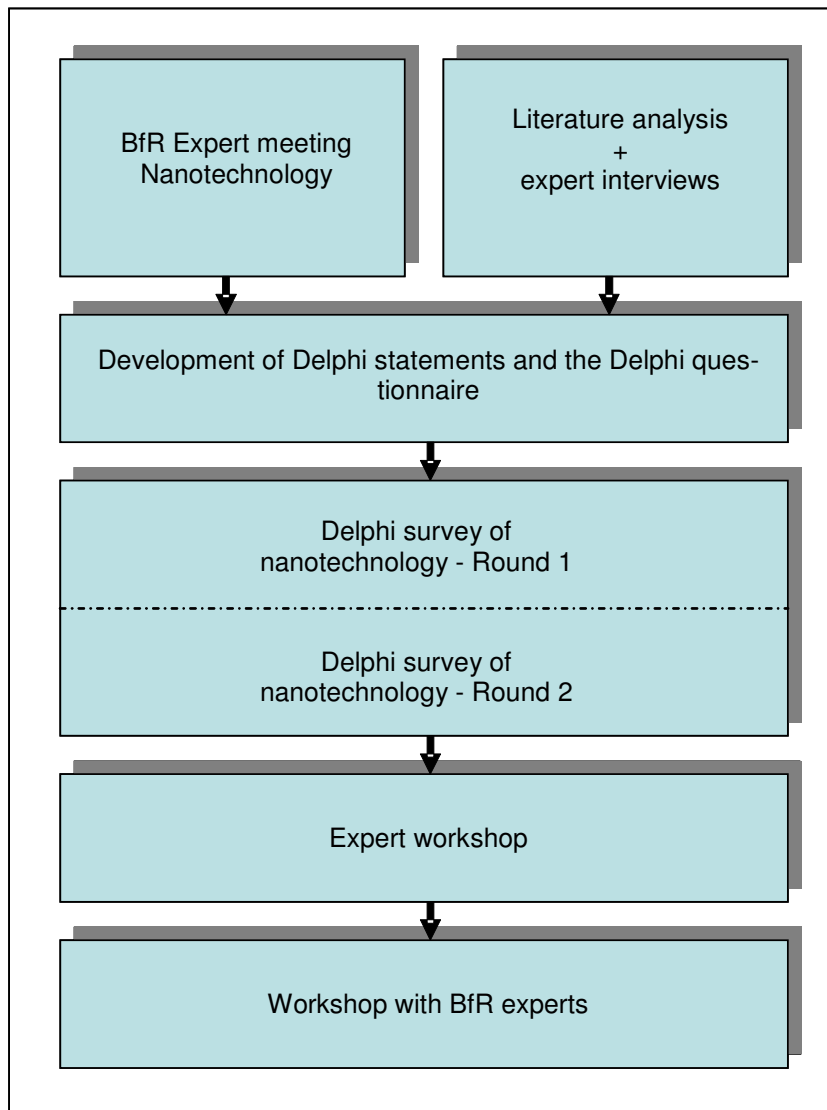 BfR Expert meeting
Nanotechnology
Literature analysis
+
expert interviews
Development of Delphi statements and the Delphi ques-
tionnaire
Delphi survey of
nanotechnology - Round 1
Delphi survey of
nanotechnology - Round 2
Expert workshop
Workshop with BfR experts